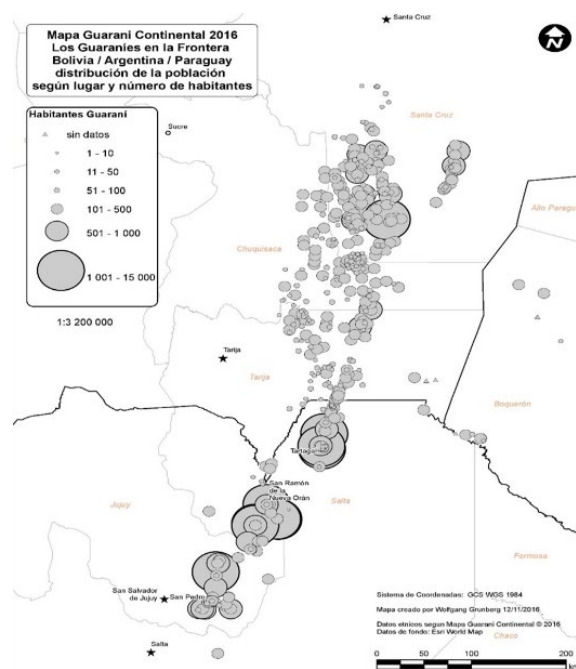 Mapa Guarani Continental 2016
Los Guaraníes en la Frontera
Bolivia / Argentina / Paraguay
distribución de la población
según lugar y número de habitantes
Santa Cruz
N
Habitantes Guaraní
sin datos
1 - 10
11 - 50
51 - 100
101 - 500
501 - 1 000
1 001 - 15 000
1:3 200 000
Sucre
Santa Cruz
Alto Paragu
Chuquisaca
Tarija
Tarija
Boquerón
Tartagal
San Ramón
de la
Nueva Orán
Salta
Jujuy
Formosa
San Salvador
de Jujuy
San Pedro
Salta
Chaco
Sistema de Coordenadas: GCS WGS 1984
Mapa creado por Wolfgang Grunberg 12/11/2016
Datos etnicos segun Mapa Guarani Continental © 2016
Datos de fondo: Esri World Map
0 50 100 200
km